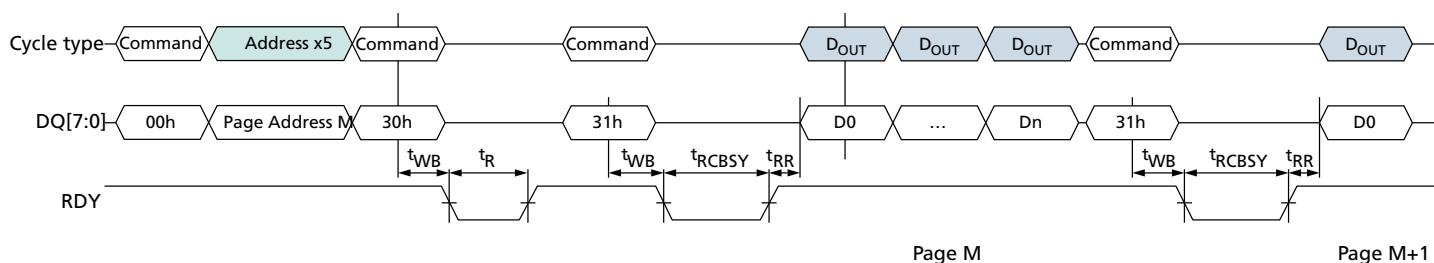 Cycle type Command Address x5 Command Command DOUT DOUT DOUT Command DOUT
DQ[7:0] 00h Page Address M 30h 31h D0 ... Dn 31h D0
tWB tR tWB tRCBSY tRR tWB tRCBSY tRR
RDY
Page M Page M+1